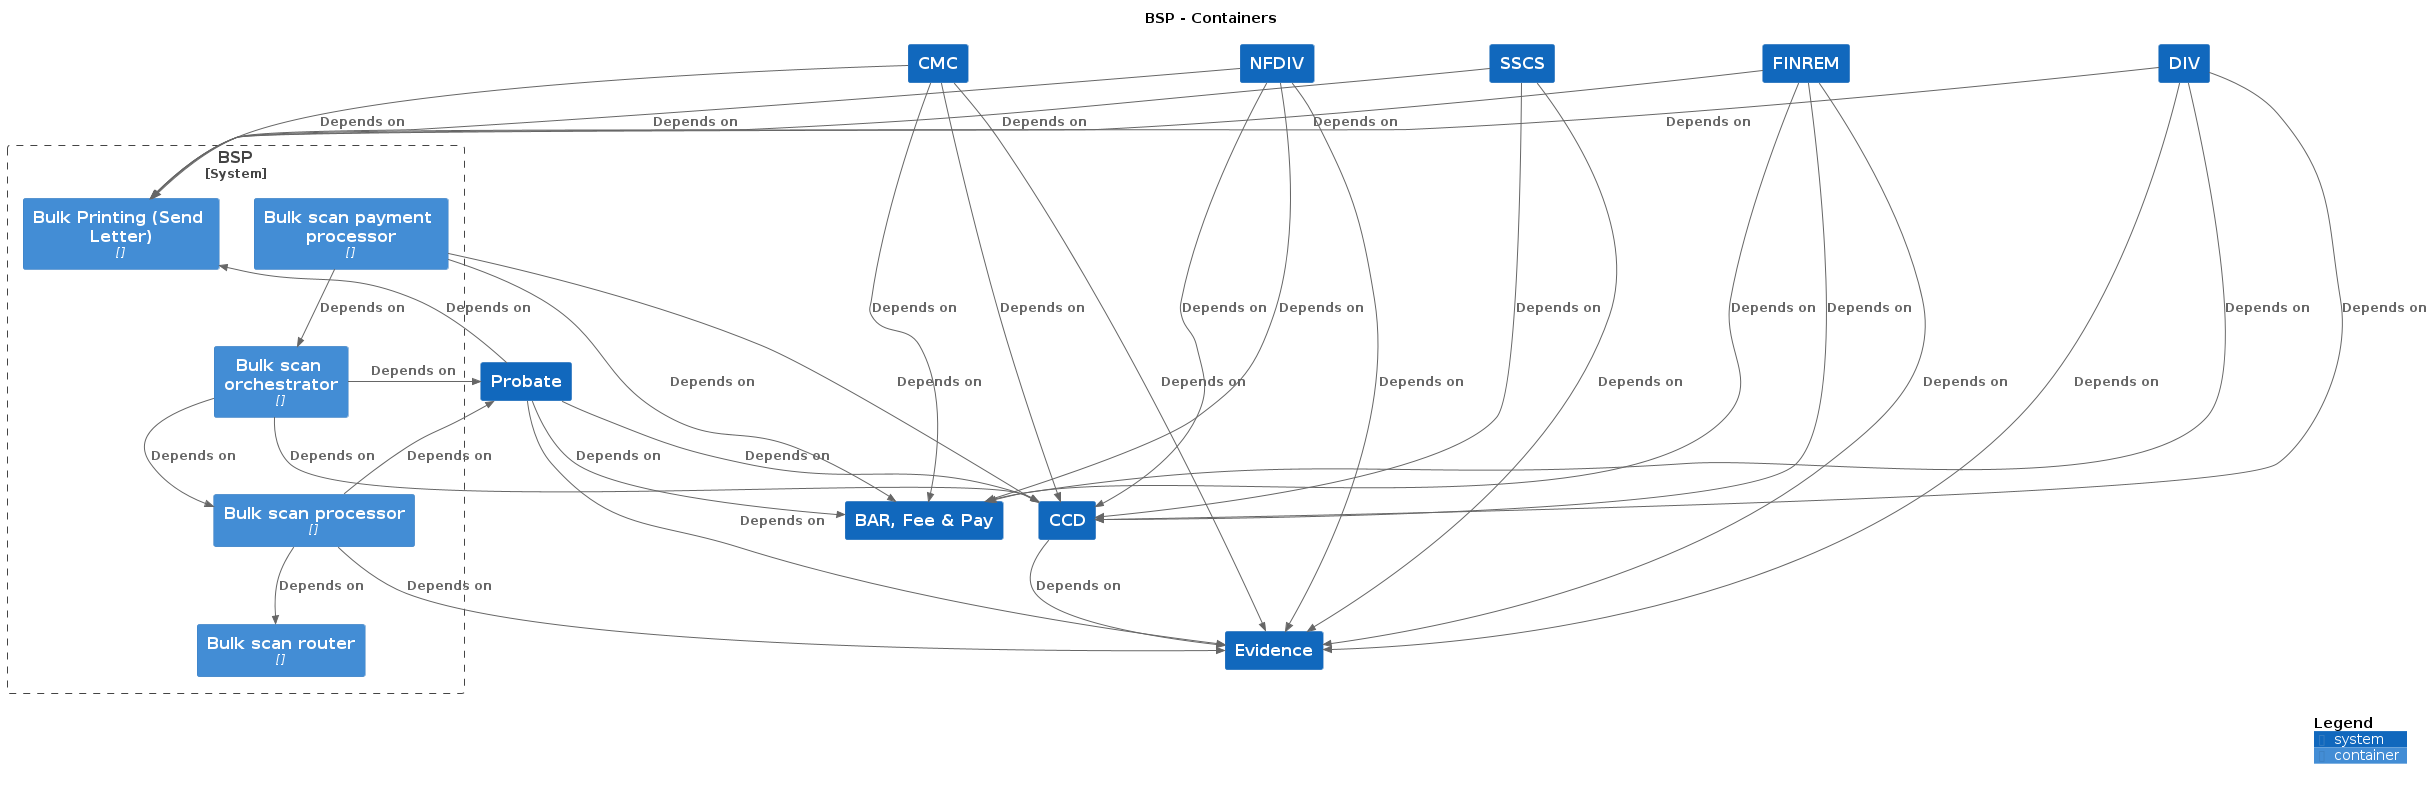 BSP - Containers
CMC
NFDIV
SSCS
FINREM
DIV
Depends on
Depends on
Depends on
Depends on
Depends on
BSP
[System]
Bulk Printing (Send
Letter)
[]
Bulk scan payment
processor
[]
Depends on
Depends on
Depends on
Depends on
Depends on
Depends on
Depends on
Depends on
Depends on
Depends on
Depends on
Bulk scan
orchestrator
[]
Depends on
Probate
Depends on
Depends on
Depends on
Depends on
Depends on
Depends on
Depends on
Depends on
Depends on
Depends on
Depends on
Depends on
Bulk scan processor
[]
Depends on
BAR, Fee & Pay
CCD
Depends on
Depends on
Depends on
Bulk scan router
[]
Evidence
Legend
system
container